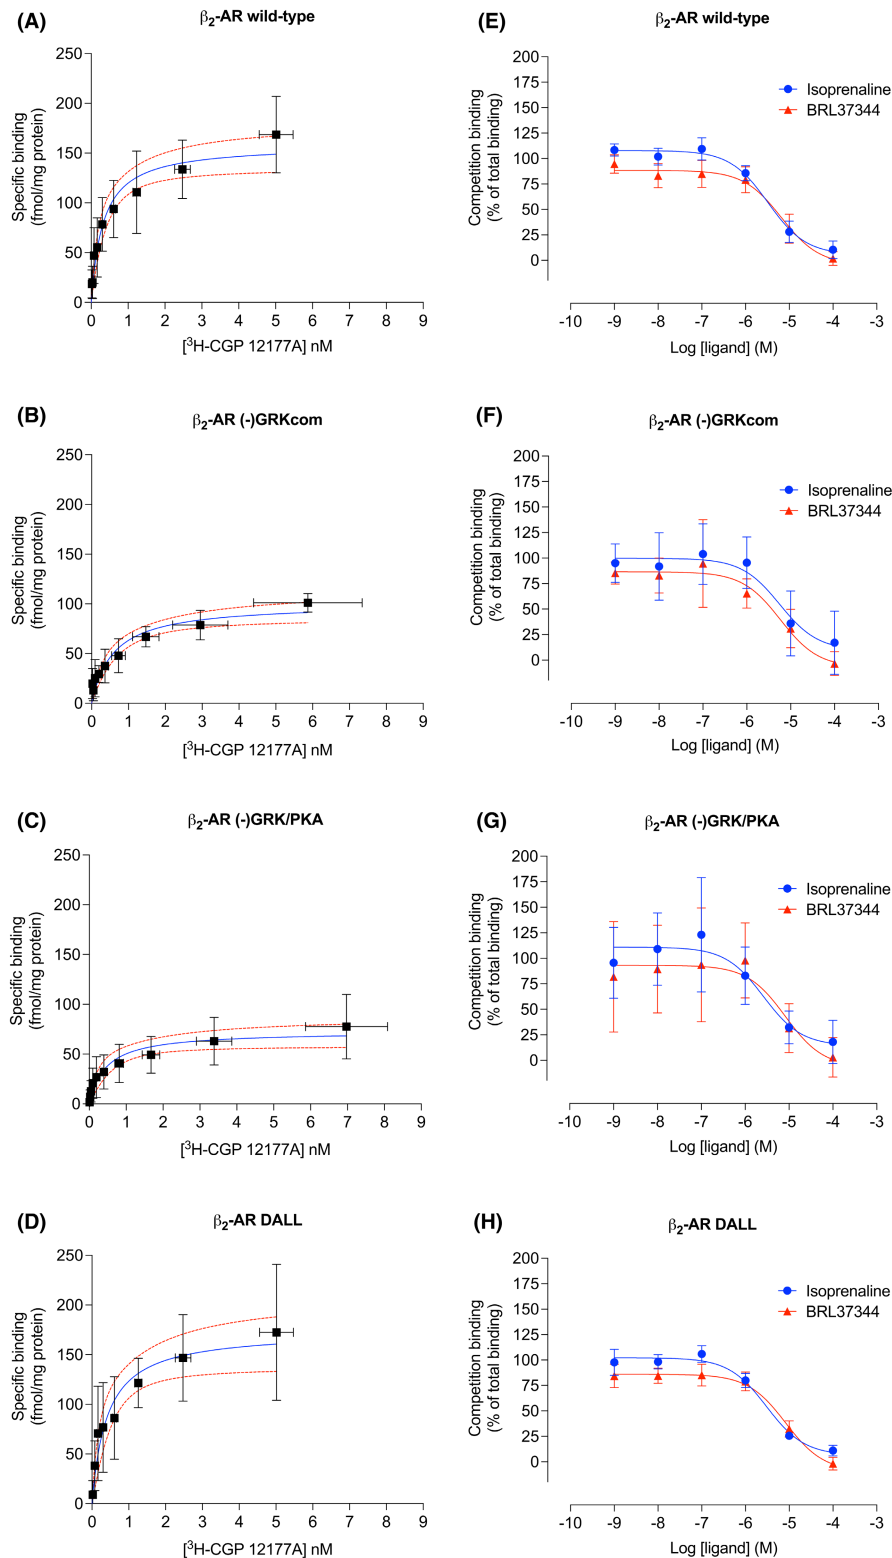 (A)
β2-AR wild-type
250
200
150
100
50
0
Specific binding
(fmol/mg protein)
0 1 2 3 4 5 6 7 8 9
[3H-CGP 12177A] nM
(E)
β2-AR wild-type
200
175
150
125
100
75
50
25
0
Competition binding
(% of total binding)
Isoprenaline
BRL37344
-10 -9 -8 -7 -6 -5 -4 -3
Log [ligand] (M)
(B)
β2-AR (-)GRKcom
250
200
150
100
50
0
Specific binding
(fmol/mg protein)
0 1 2 3 4 5 6 7 8 9
[3H-CGP 12177A] nM
(F)
β2-AR (-)GRKcom
200
175
150
125
100
75
50
25
0
Competition binding
(% of total binding)
Isoprenaline
BRL37344
-10 -9 -8 -7 -6 -5 -4 -3
Log [ligand] (M)
(C)
β2-AR (-)GRK/PKA
250
200
150
100
50
0
Specific binding
(fmol/mg protein)
0 1 2 3 4 5 6 7 8 9
[3H-CGP 12177A] nM
(G)
β2-AR (-)GRK/PKA
200
175
150
125
100
75
50
25
0
Competition binding
(% of total binding)
Isoprenaline
BRL37344
-10 -9 -8 -7 -6 -5 -4 -3
Log [ligand] (M)
(D)
β2-AR DALL
250
200
150
100
50
0
Specific binding
(fmol/mg protein)
0 1 2 3 4 5 6 7 8 9
[3H-CGP 12177A] nM
(H)
β2-AR DALL
200
175
150
125
100
75
50
25
0
Competition binding
(% of total binding)
Isoprenaline
BRL37344
-10 -9 -8 -7 -6 -5 -4 -3
Log [ligand] (M)